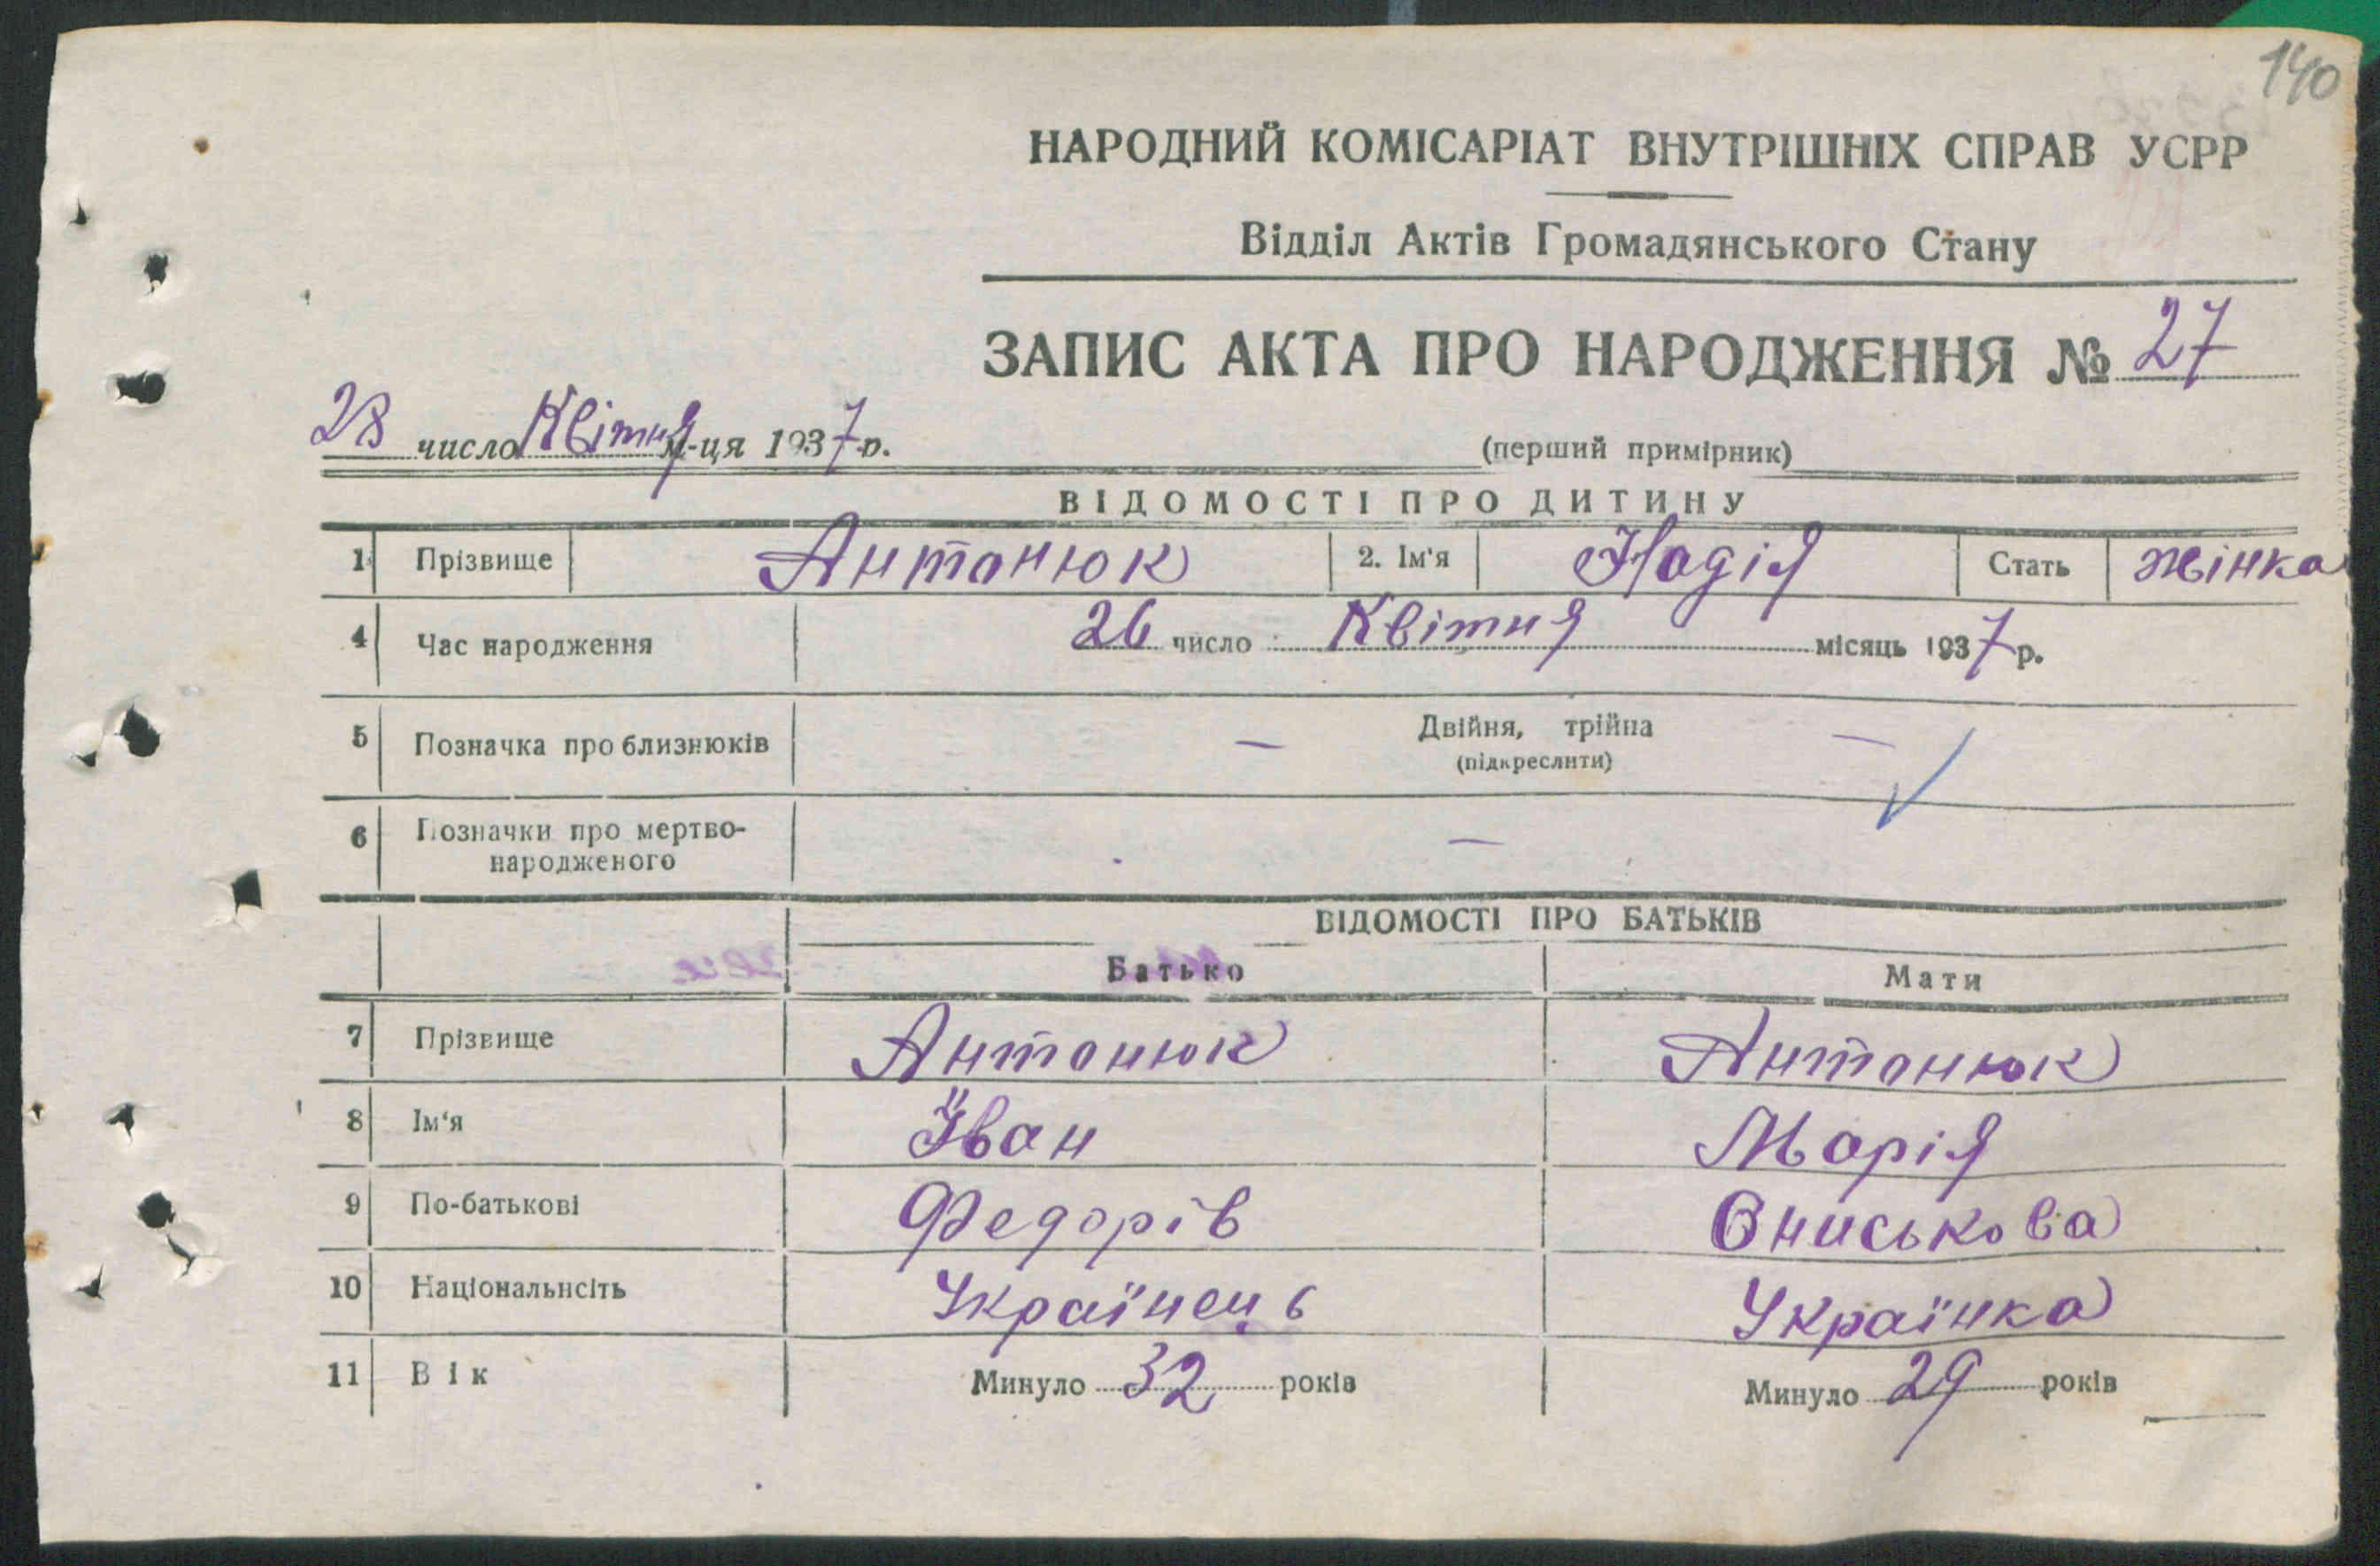 140
НАРОДНИЙ КОМІСАРІАТ ВНУТРІШНІХ СПРАВ УСРР
Відділ Актів Громадянського Стану
ЗАПИС АКТА ПРО НАРОДЖЕННЯ № 27
28 число Квітня м-ця 1937 р.
(перший примірник)
ВІДОМОСТІ ПРО ДИТИНУ
1 Прізвище Антонюк 2. Ім'я Надія Стать жінка
4 Час народження 26 число Квітня місяць 1937 р.
5 Позначка про близнюків — Двійня, трійна —
(підкреслити)
6 Позначки про мертво-
народженого —
ВІДОМОСТІ ПРО БАТЬКІВ
Батько Мати
7 Прізвище Антонюк Антонюк
8 Ім'я Їван Марія
9 По-батькові Федорів Ониськова
10 Національнсіть Українець Українка
11 Вік Минуло 32 років Минуло 29 років